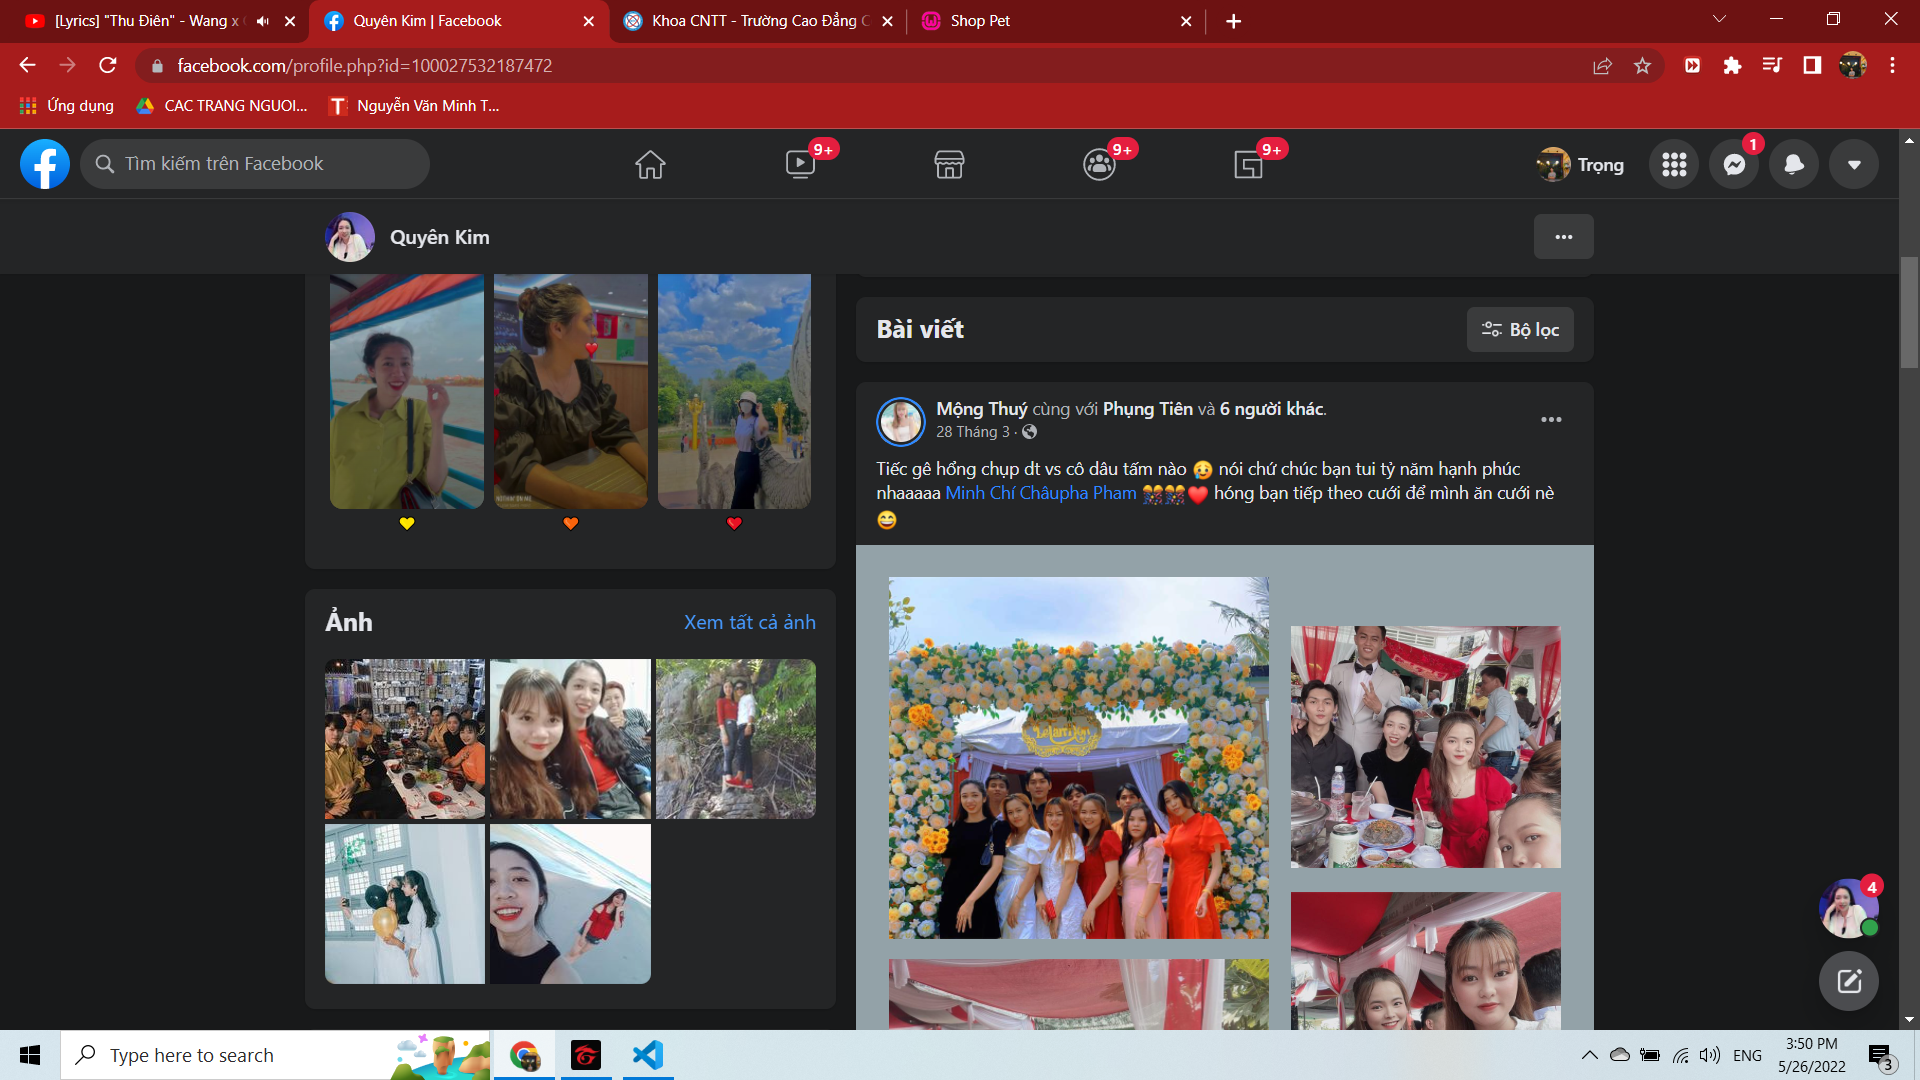 [Lyrics] "Thu Điên" - Wang x
Quyên Kim | Facebook
Khoa CNTT - Trường Cao Đẳng C
Shop Pet
facebook.com/profile.php?id=100027532187472
Ứng dụng
CAC TRANG NGUOI...
Nguyễn Văn Minh T...
Tìm kiếm trên Facebook
9+
9+
9+
Trọng
1
Quyên Kim
Bài viết
Bộ lọc
Mộng Thuý cùng với Phụng Tiên và 6 người khác.
28 Tháng 3 ·
Tiếc gê hổng chụp dt vs cô dâu tấm nào 😥 nói chứ chúc bạn tui tỷ năm hạnh phúc
nhaaaaa Minh Chí Châupha Pham 🎊🎊❤️ hóng bạn tiếp theo cưới để mình ăn cưới nè
😄
NOTHIN' ON ME
💛
🧡
❤️
Ảnh
Xem tất cả ảnh
4
Type here to search
ENG
3:50 PM
5/26/2022
3